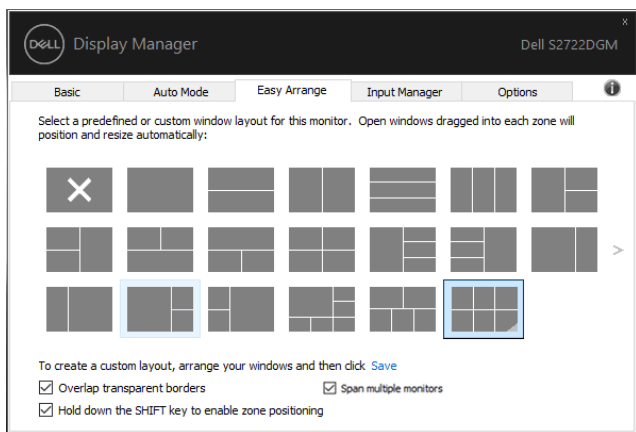 x
DELL Display Manager Dell S2722DGM
Basic Auto Mode Easy Arrange Input Manager Options i
Select a predefined or custom window layout for this monitor. Open windows dragged into each zone will
position and resize automatically:
>
To create a custom layout, arrange your windows and then click Save
Overlap transparent borders Span multiple monitors
Hold down the SHIFT key to enable zone positioning